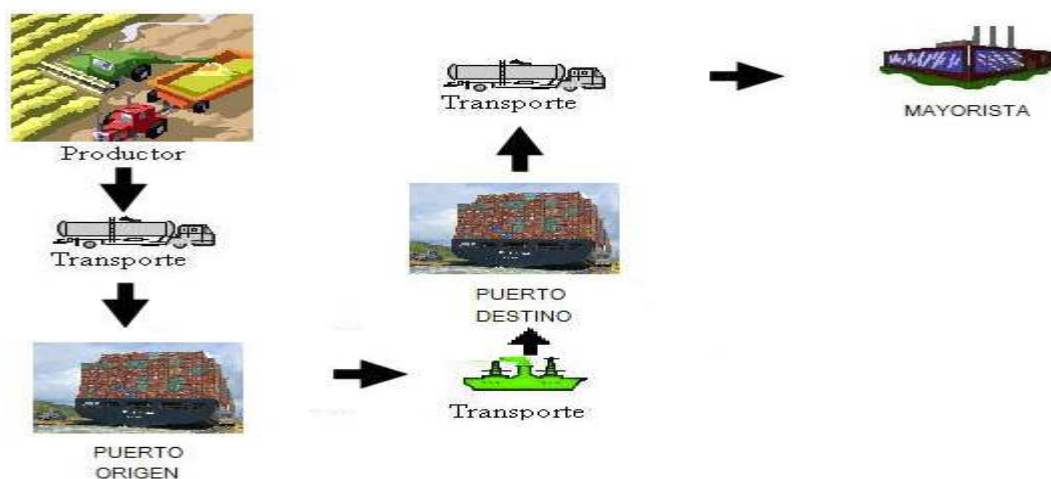 Productor
Transporte
PUERTO
ORIGEN
Transporte
PUERTO
DESTINO
Transporte
MAYORISTA